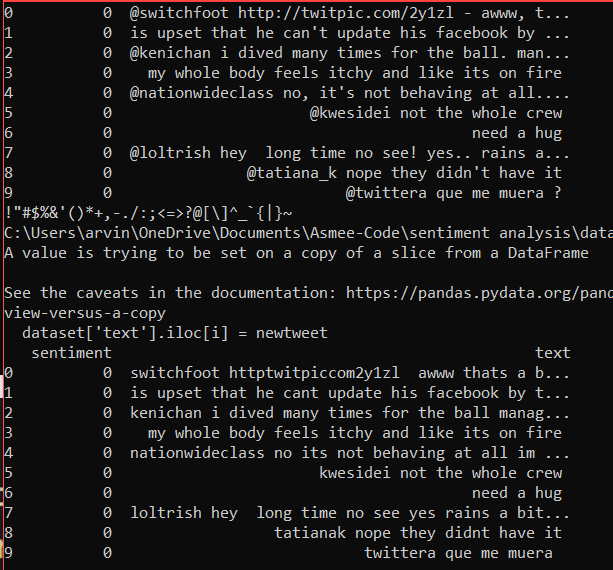 0 0 @switchfoot http://twitpic.com/2y1zl - awww, t...
1 0 is upset that he can't update his facebook by ...
2 0 @kenichan i dived many times for the ball. man...
3 0 my whole body feels itchy and like its on fire
4 0 @nationwideclass no, it's not behaving at all....
5 0 @kwesidei not the whole crew
6 0 need a hug
7 0 @loltrish hey  long time no see! yes.. rains a...
8 0 @tatiana_k nope they didn't have it
9 0 @twittera que me muera ?
!"#$%&'()*+,-./:;<=>?@[\]^_`{|}~
C:\Users\arvin\OneDrive\Documents\Asmee-Code\sentiment analysis\data
A value is trying to be set on a copy of a slice from a DataFrame
See the caveats in the documentation: https://pandas.pydata.org/pand
view-versus-a-copy
dataset['text'].iloc[i] = newtweet
sentiment text
0 0 switchfoot httptwitpiccom2y1zl  awww thats a b...
1 0 is upset that he cant update his facebook by t...
2 0 kenichan i dived many times for the ball manag...
3 0 my whole body feels itchy and like its on fire
4 0 nationwideclass no its not behaving at all im ...
5 0 kwesidei not the whole crew
6 0 need a hug
7 0 loltrish hey  long time no see yes rains a bit...
8 0 tatianak nope they didnt have it
9 0 twittera que me muera